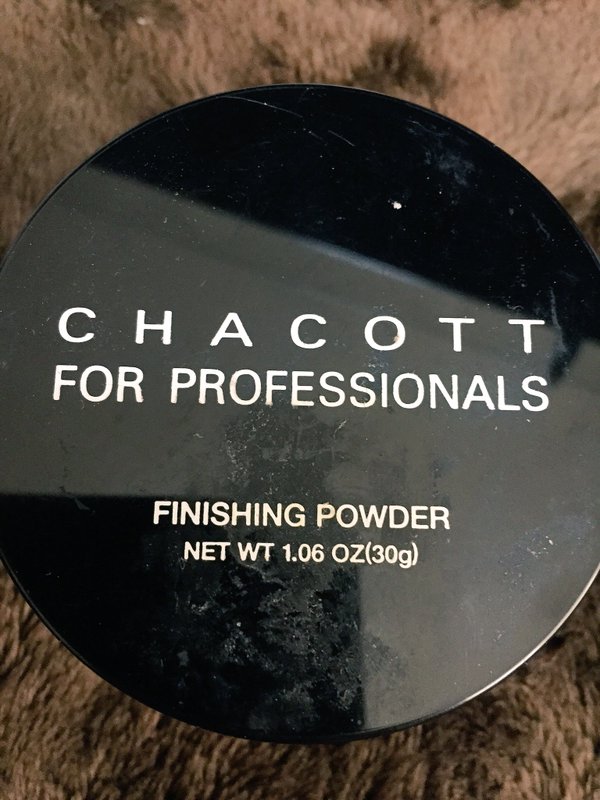 CHACOTT
FOR PROFESSIONALS
FINISHING POWDER
NET WT 1.06 OZ(30g)